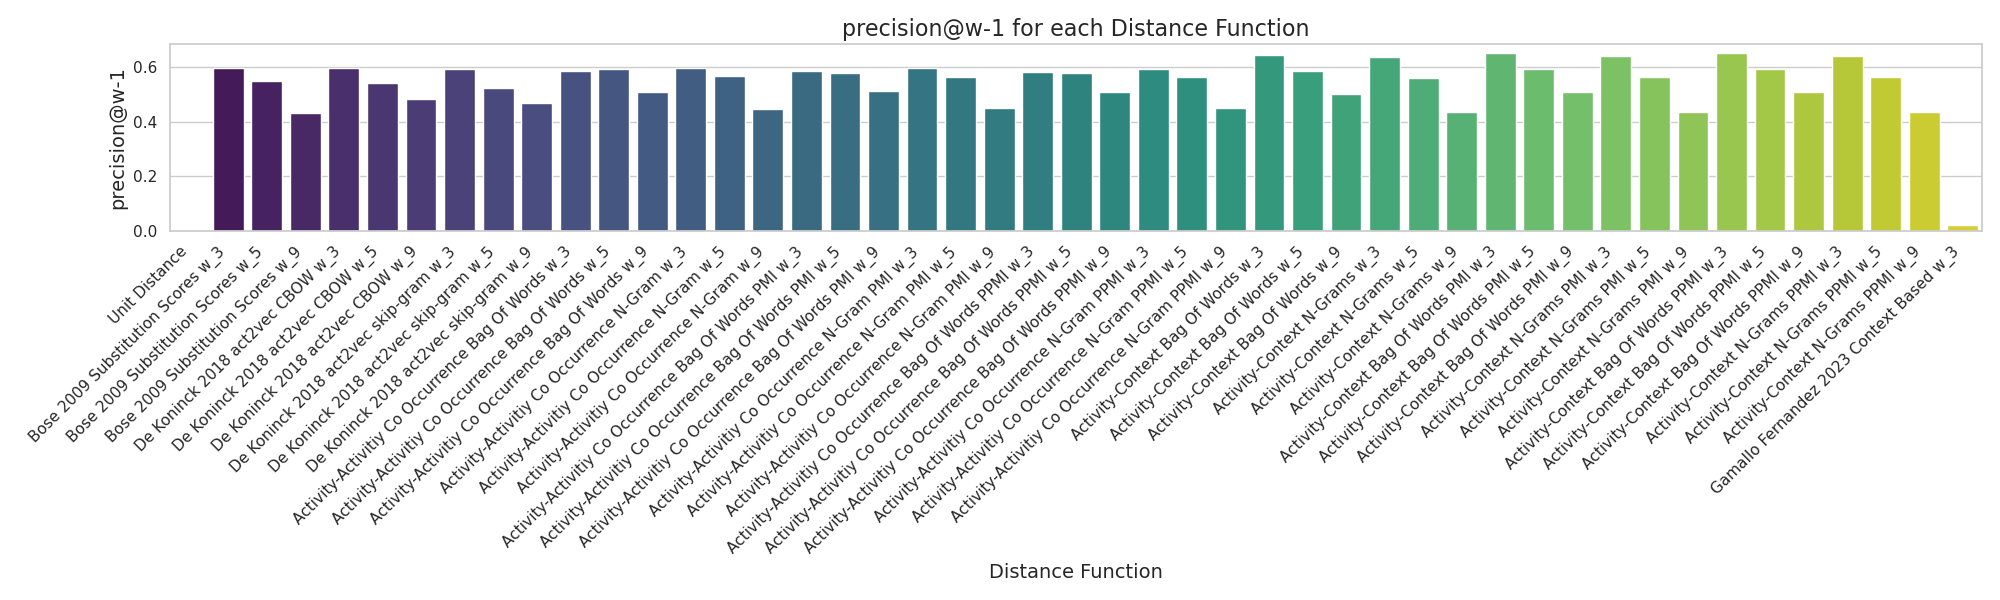 precision@w-1 for each Distance Function
precision@w-1
0.6
0.4
0.2
0.0
Unit Distance
Bose 2009 Substitution Scores w_3
Bose 2009 Substitution Scores w_5
Bose 2009 Substitution Scores w_9
De Koninck 2018 act2vec CBOW w_3
De Koninck 2018 act2vec CBOW w_5
De Koninck 2018 act2vec CBOW w_9
De Koninck 2018 act2vec skip-gram w_3
De Koninck 2018 act2vec skip-gram w_5
De Koninck 2018 act2vec skip-gram w_9
Activity-Activitiy Co Occurrence Bag Of Words w_3
Activity-Activitiy Co Occurrence Bag Of Words w_5
Activity-Activitiy Co Occurrence Bag Of Words w_9
Activity-Activitiy Co Occurrence N-Gram w_3
Activity-Activitiy Co Occurrence N-Gram w_5
Activity-Activitiy Co Occurrence N-Gram w_9
Activity-Activitiy Co Occurrence Bag Of Words PMI w_3
Activity-Activitiy Co Occurrence Bag Of Words PMI w_5
Activity-Activitiy Co Occurrence Bag Of Words PMI w_9
Activity-Activitiy Co Occurrence N-Gram PMI w_3
Activity-Activitiy Co Occurrence N-Gram PMI w_5
Activity-Activitiy Co Occurrence N-Gram PMI w_9
Activity-Activitiy Co Occurrence Bag Of Words PPMI w_3
Activity-Activitiy Co Occurrence Bag Of Words PPMI w_5
Activity-Activitiy Co Occurrence Bag Of Words PPMI w_9
Activity-Activitiy Co Occurrence N-Gram PPMI w_3
Activity-Activitiy Co Occurrence N-Gram PPMI w_5
Activity-Activitiy Co Occurrence N-Gram PPMI w_9
Activity-Context Bag Of Words w_3
Activity-Context Bag Of Words w_5
Activity-Context Bag Of Words w_9
Activity-Context N-Grams w_3
Activity-Context N-Grams w_5
Activity-Context N-Grams w_9
Activity-Context Bag Of Words PMI w_3
Activity-Context Bag Of Words PMI w_5
Activity-Context Bag Of Words PMI w_9
Activity-Context N-Grams PMI w_3
Activity-Context N-Grams PMI w_5
Activity-Context N-Grams PMI w_9
Activity-Context Bag Of Words PPMI w_3
Activity-Context Bag Of Words PPMI w_5
Activity-Context Bag Of Words PPMI w_9
Activity-Context N-Grams PPMI w_3
Activity-Context N-Grams PPMI w_5
Activity-Context N-Grams PPMI w_9
Gamallo Fernandez 2023 Context Based w_3
Distance Function